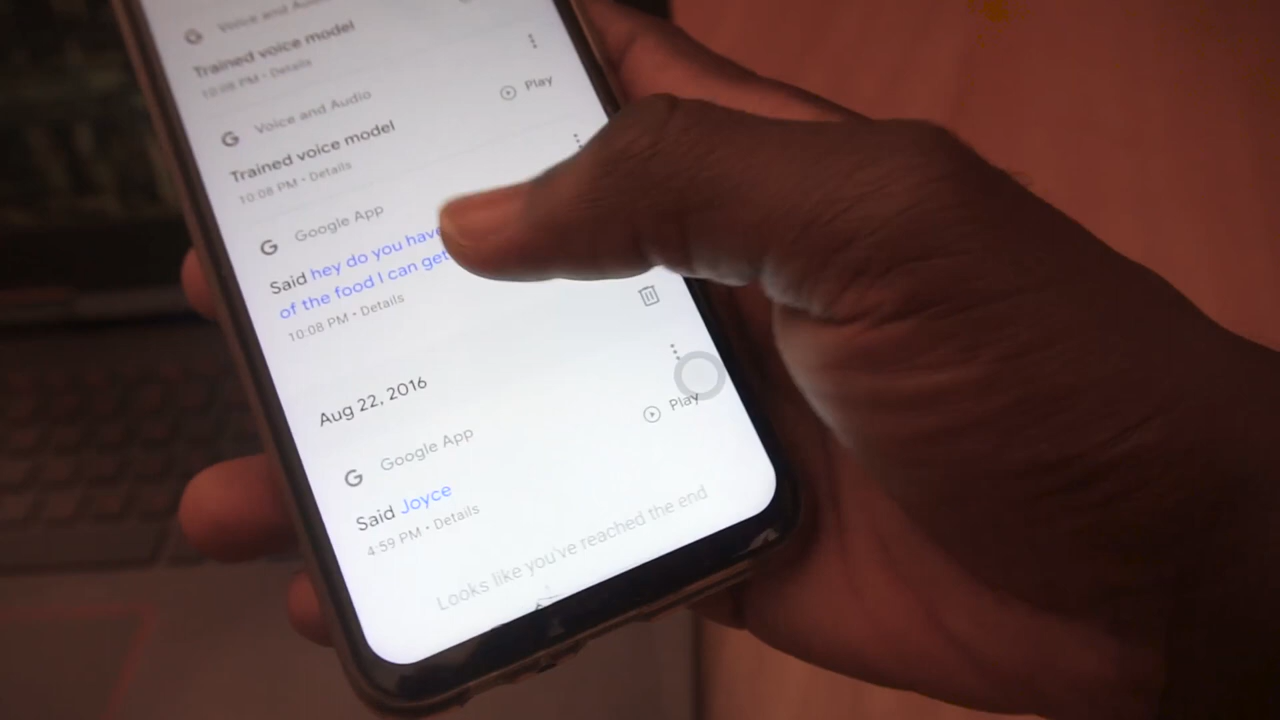 Voice and Audio
Trained voice model
10:08 PM • Details
Voice and Audio
Play
Trained voice model
10:08 PM • Details
Google App
Said hey do you have
of the food I can get
10:08 PM • Details
Aug 22, 2016
Google App
Play
Said Joyce
4:59 PM • Details
Looks like you've reached the end